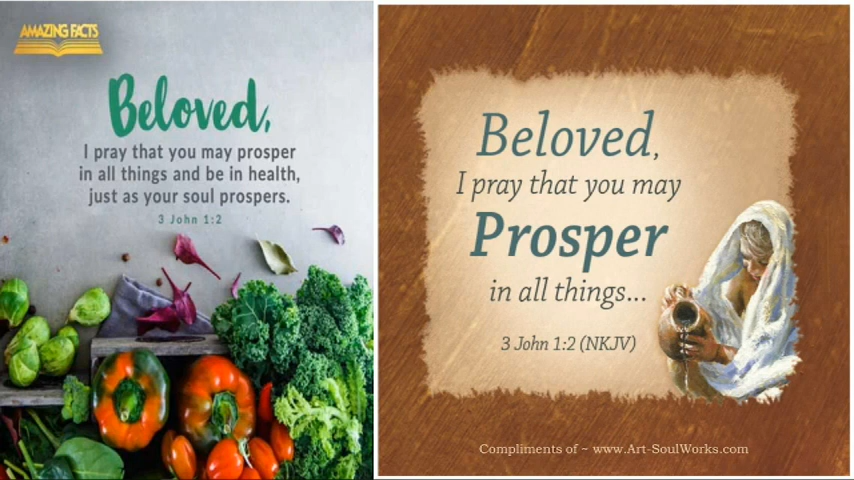 AMAZING FACTS
Beloved,
I pray that you may prosper
in all things and be in health,
just as your soul prospers.
3 John 1:2
Beloved,
I pray that you may
Prosper
in all things...
3 John 1:2 (NKJV)
Compliments of ~ www.Art-SoulWorks.com